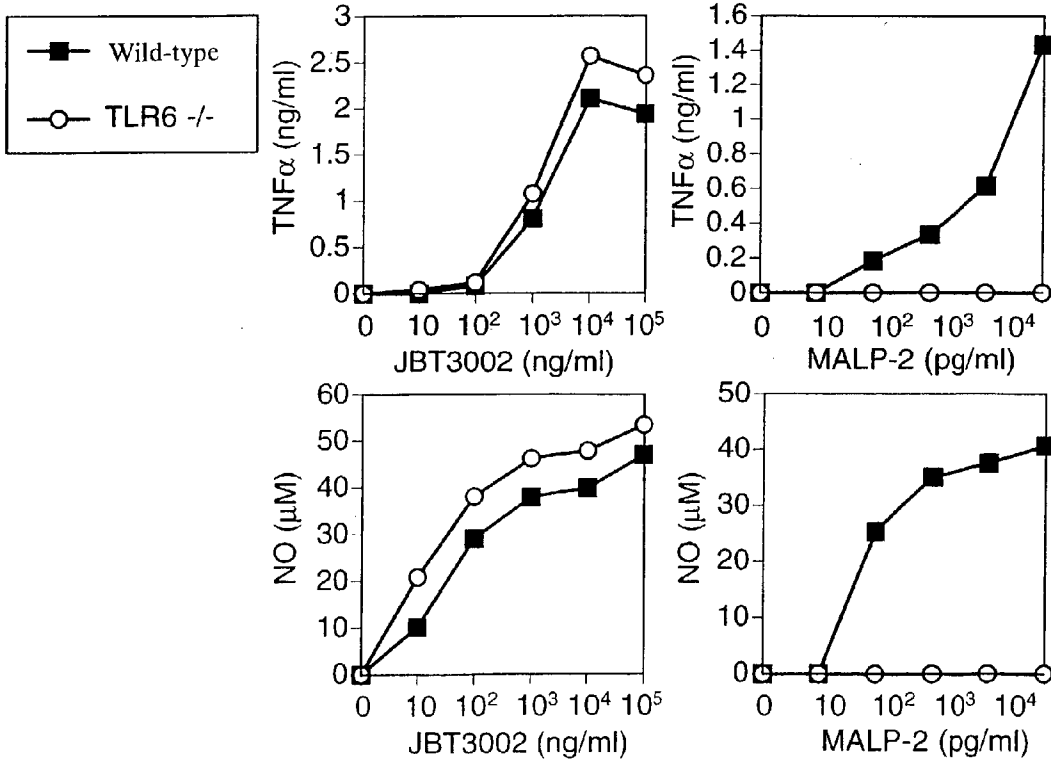 Wild-type
TLR6 -/-
TNFα (ng/ml)
3
2.5
2
1.5
1
0.5
0
0 10 10² 10³ 10⁴ 10⁵
JBT3002 (ng/ml)
TNFα (ng/ml)
1.6
1.4
1.2
1
0.8
0.6
0.4
0.2
0
0 10 10² 10³ 10⁴
MALP-2 (pg/ml)
NO (μM)
60
50
40
30
20
10
0
0 10 10² 10³ 10⁴ 10⁵
JBT3002 (ng/ml)
NO (μM)
50
40
30
20
10
0
0 10 10² 10³ 10⁴
MALP-2 (pg/ml)